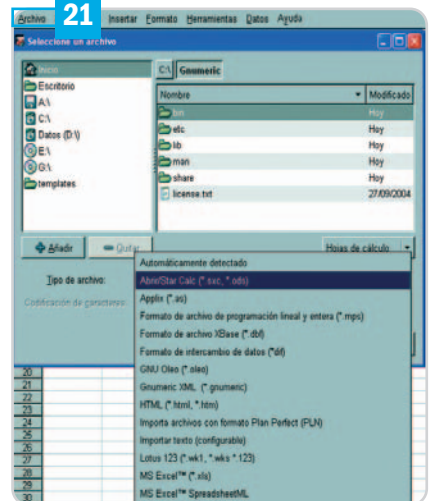 Archivo 21 Insertar Formato Herramientas Datos Ayuda
Seleccione un archivo
Inicio
Escritorio
A:\
C:\
Datos (D:\)
E:\
G:\
templates
C:\ Gnumeric
Nombre Modificado
bin Hoy
etc Hoy
lib Hoy
man Hoy
share Hoy
license.txt 27/09/2004
Añadir Quitar Hojas de cálculo
Tipo de archivo:
Codificación de caracteres:
Automáticamente detectado
Abre/Star Calc (*.sxc, *.ods)
Applix (*.as)
Formato de archivo de programación lineal y entera (*.mps)
Formato de archivo XBase (*.dbf)
Formato de intercambio de datos (*dif)
GNU Oleo (*.oleo)
Gnumeric XML (*.gnumeric)
HTML (*.html, *.htm)
Importa archivos con formato Plan Perfect (PLN)
Importar texto (configurable)
Lotus 123 (*.wk1, *.wks *.123)
MS Excel™ (*.xls)
MS Excel™ SpreadsheetML
20
21
22
23
24
25
26
27
28
29
30